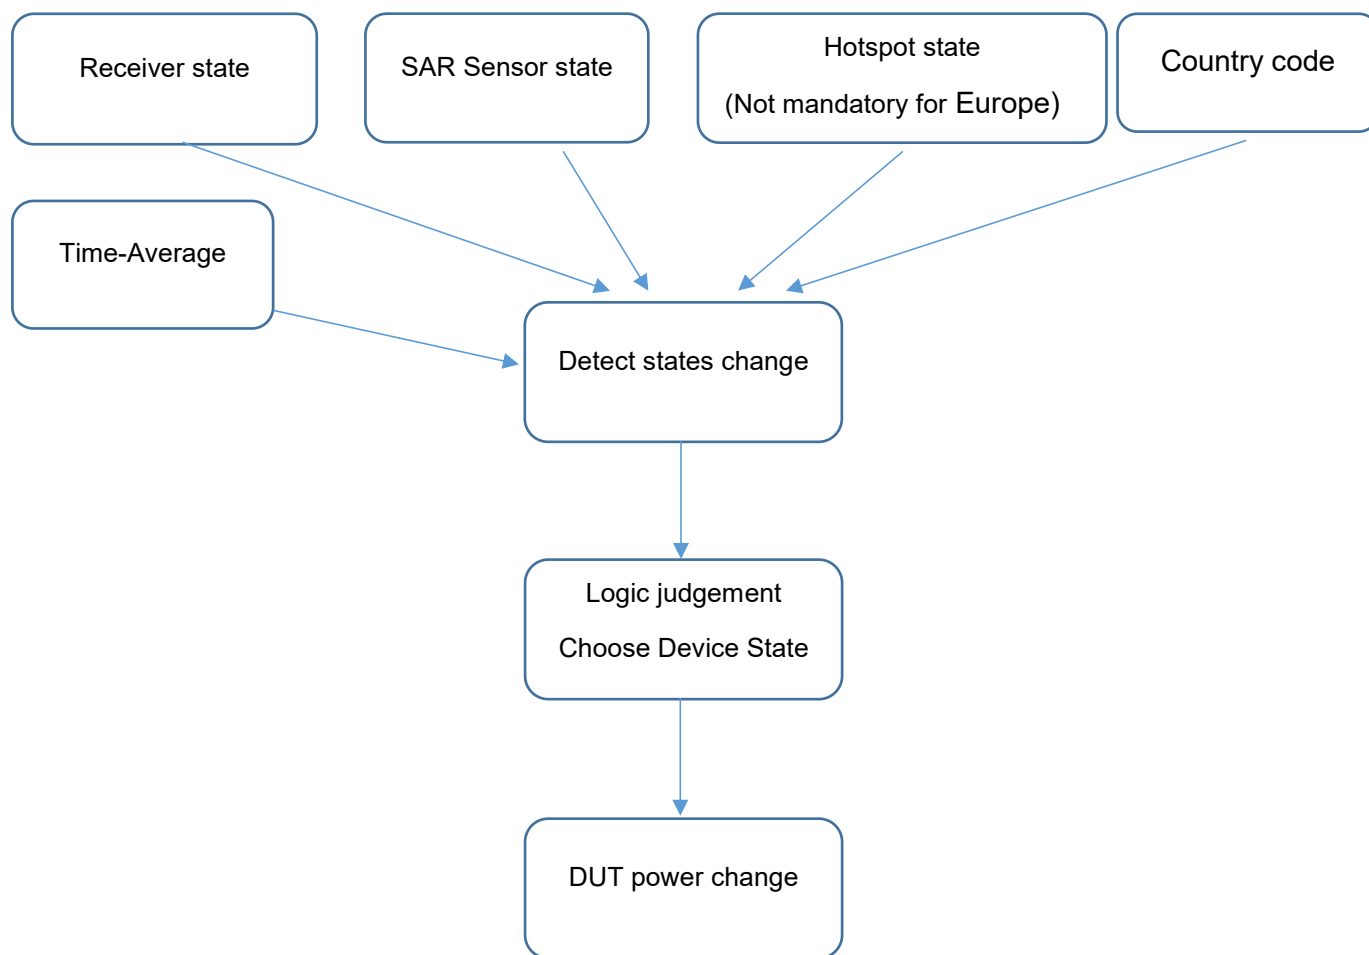 Receiver state
SAR Sensor state
Hotspot state
(Not mandatory for Europe)
Country code
Time-Average
Detect states change
Logic judgement
Choose Device State
DUT power change